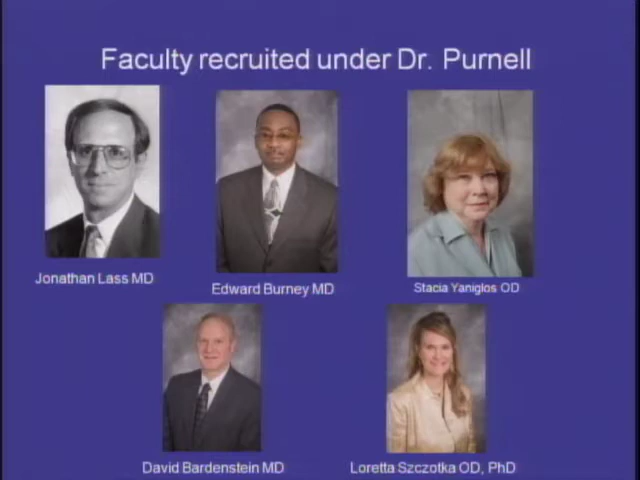 Faculty recruited under Dr. Purnell
Jonathan Lass MD
Edward Burney MD
Stacia Yaniglos OD
David Bardenstein MD
Loretta Szczotka OD, PhD